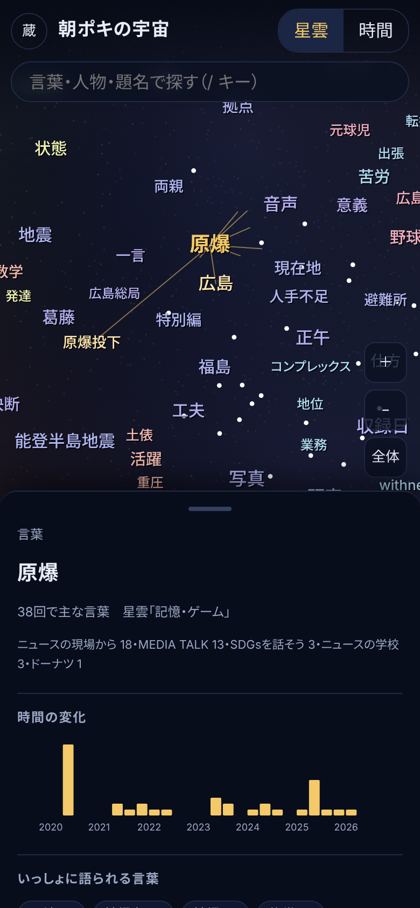 蔵
朝ポキの宇宙
星雲
時間
言葉・人物・題名で探す(/ キー)
拠点
元球児
状態
出張
苦労
両親
音声
意義
地震
原爆
一言
現在地
数学
広島
発達
広島総局
人手不足
避難所
葛藤
特別編
正午
原爆投下
福島
コンプレックス
仕方
+
決断
工夫
地位
-
収録日
能登半島地震
土俵
業務
全体
活躍
写真
重圧
言葉
原爆
38回で主な言葉 星雲「記憶・ゲーム」
ニュースの現場から 18・MEDIA TALK 13・SDGsを話そう 3・ニュースの学校
3・ドーナツ 1
時間の変化
2020 2021 2022 2023 2024 2025 2026
いっしょに語られる言葉